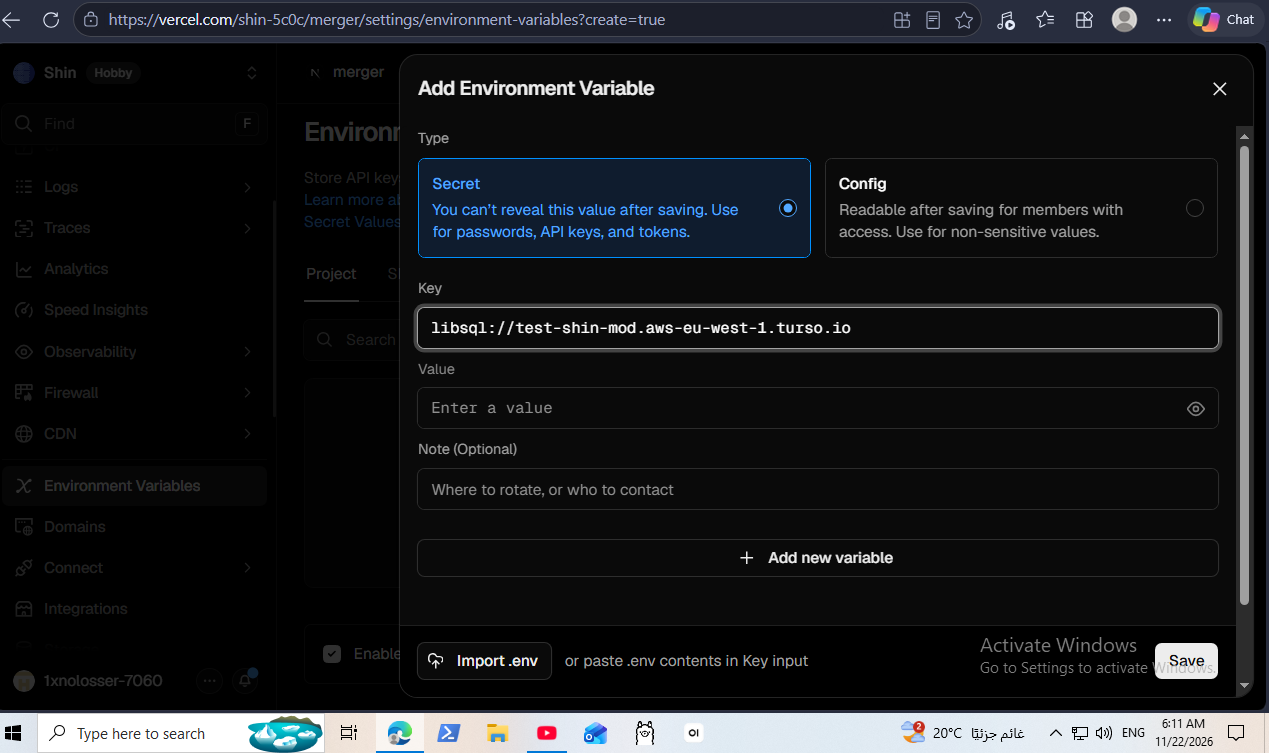 https://vercel.com/shin-5c0c/merger/settings/environment-variables?create=true
Chat
Shin Hobby
merger
Find F
Logs
Traces
Analytics
Speed Insights
Observability
Firewall
CDN
Environment Variables
Domains
Connect
Integrations
1xnolosser-7060
Environ
Store API key
Learn more ab
Secret Values
Project
Search
Enable
Add Environment Variable
Type
Secret
You can't reveal this value after saving. Use
for passwords, API keys, and tokens.
Config
Readable after saving for members with
access. Use for non-sensitive values.
Key
libsql://test-shin-mod.aws-eu-west-1.turso.io
Value
Enter a value
Note (Optional)
Where to rotate, or who to contact
Add new variable
Import .env or paste .env contents in Key input
Save
Activate Windows
Go to Settings to activate Windows.
Type here to search
2
20°C غائم جزئيًا
ENG
6:11 AM
11/22/2026